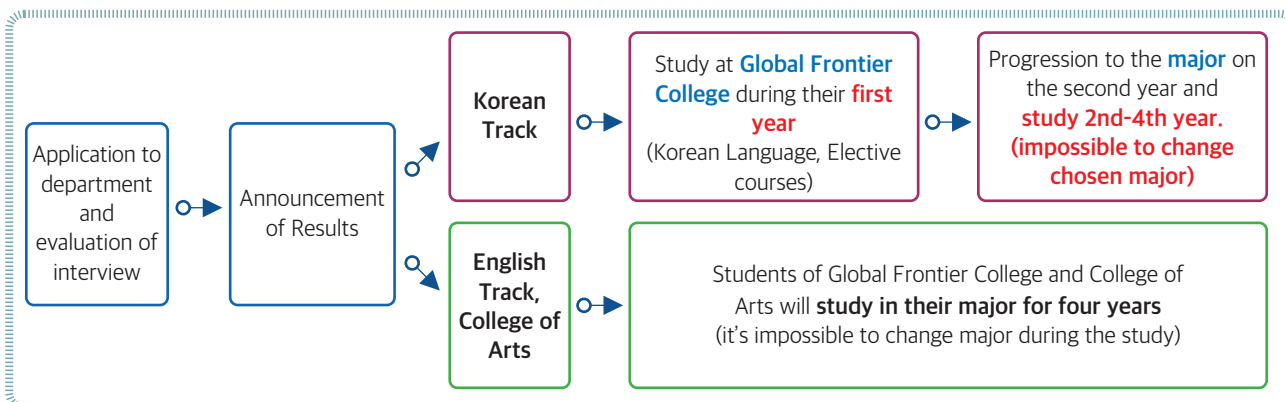 Application to
department
and
evaluation of
interview
Announcement
of Results
Korean
Track
Study at Global Frontier
College during their first
year
(Korean Language, Elective
courses)
Progression to the major on
the second year and
study 2nd-4th year.
(impossible to change
chosen major)
English
Track,
College of
Arts
Students of Global Frontier College and College of
Arts will study in their major for four years
(it's impossible to change major during the study)